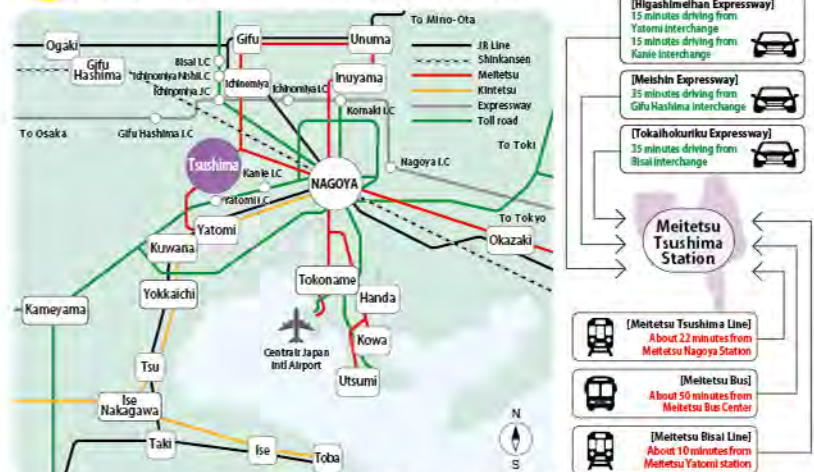 To Mino-Ota
Ogaki
Gifu
Unuma
Gifu
Hashima
Bisai I.C
Ichinomiya Nishi I.C
Ichinomiya JC
Ichinomiya
Ichinomiya I.C
Inuyama
Komaki I.C
JR Line
Shinkansen
Meitetsu
Kintetsu
Expressway
Toll road
To Osaka
Gifu Hashima I.C
To Toki
Tsushima
Kanie I.C
Nagoya I.C
NAGOYA
Yatomi I.C
To Tokyo
Yatomi
Okazaki
Kuwana
Yokkaichi
Tokoname
Handa
Kameyama
Kowa
Centrair Japan
Intl Airport
Tsu
Utsumi
Ise
Nakagawa
Taki
Ise
Toba
N
S
[Higashimeihan Expressway]
15 minutes driving from
Yatomi interchange
15 minutes driving from
Kanie interchange
[Meishin Expressway]
35 minutes driving from
Gifu Hashima interchange
[Tokaihokuriku Expressway]
35 minutes driving from
Bisai interchange
Meitetsu
Tsushima
Station
[Meitetsu Tsushima Line]
About 22 minutes from
Meitetsu Nagoya Station
[Meitetsu Bus]
About 50 minutes from
Meitetsu Bus Center
[Meitetsu Bisai Line]
About 10 minutes from
Meitetsu Yatomi station